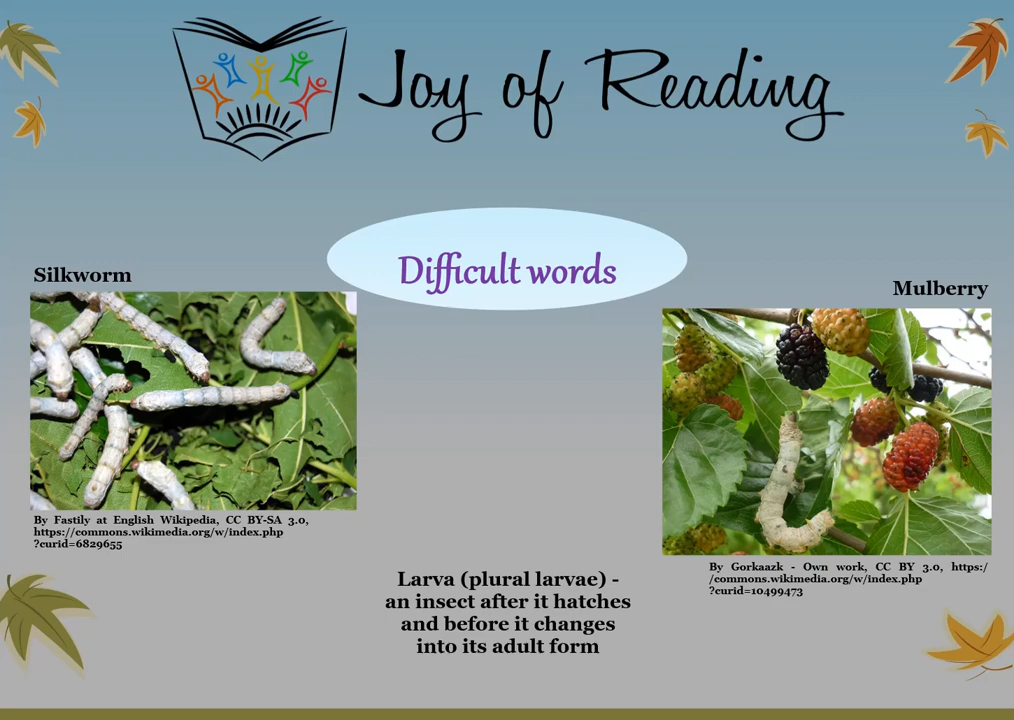 Joy of Reading
Difficult words
Silkworm
Mulberry
By Fastily at English Wikipedia, CC BY-SA 3.0,
https://commons.wikimedia.org/w/index.php
?curid=6829655
By Gorkaazk - Own work, CC BY 3.0, https:/
/commons.wikimedia.org/w/index.php
?curid=10499473
Larva (plural larvae) -
an insect after it hatches
and before it changes
into its adult form